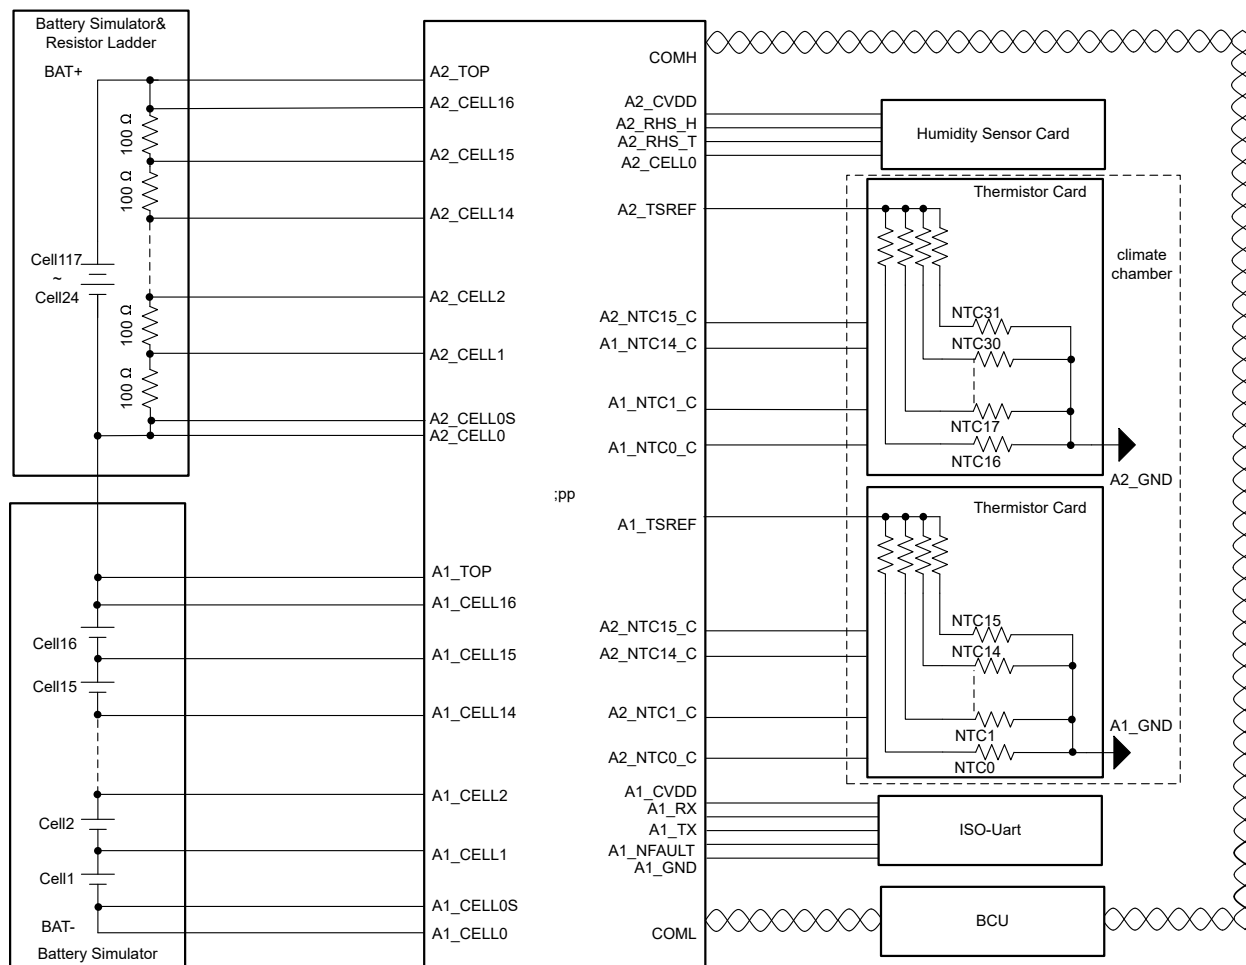 Battery Simulator&
Resistor Ladder
BAT+
100 Ω
100 Ω
Cell117
~
Cell24
100 Ω
100 Ω
Cell16
Cell15
Cell2
Cell1
BAT-
Battery Simulator
A2_TOP
A2_CELL16
A2_CELL15
A2_CELL14
A2_CELL2
A2_CELL1
A2_CELL0S
A2_CELL0
A1_TOP
A1_CELL16
A1_CELL15
A1_CELL14
A1_CELL2
A1_CELL1
A1_CELL0S
A1_CELL0
;pp
COMH
A2_CVDD
A2_RHS_H
A2_RHS_T
A2_CELL0
A2_TSREF
A2_NTC15_C
A1_NTC14_C
A1_NTC1_C
A1_NTC0_C
A1_TSREF
A2_NTC15_C
A2_NTC14_C
A2_NTC1_C
A2_NTC0_C
A1_CVDD
A1_RX
A1_TX
A1_NFAULT
A1_GND
COML
Humidity Sensor Card
Thermistor Card
NTC31
NTC30
NTC17
NTC16
climate
chamber
A2_GND
Thermistor Card
NTC15
NTC14
NTC1
NTC0
A1_GND
ISO-Uart
BCU